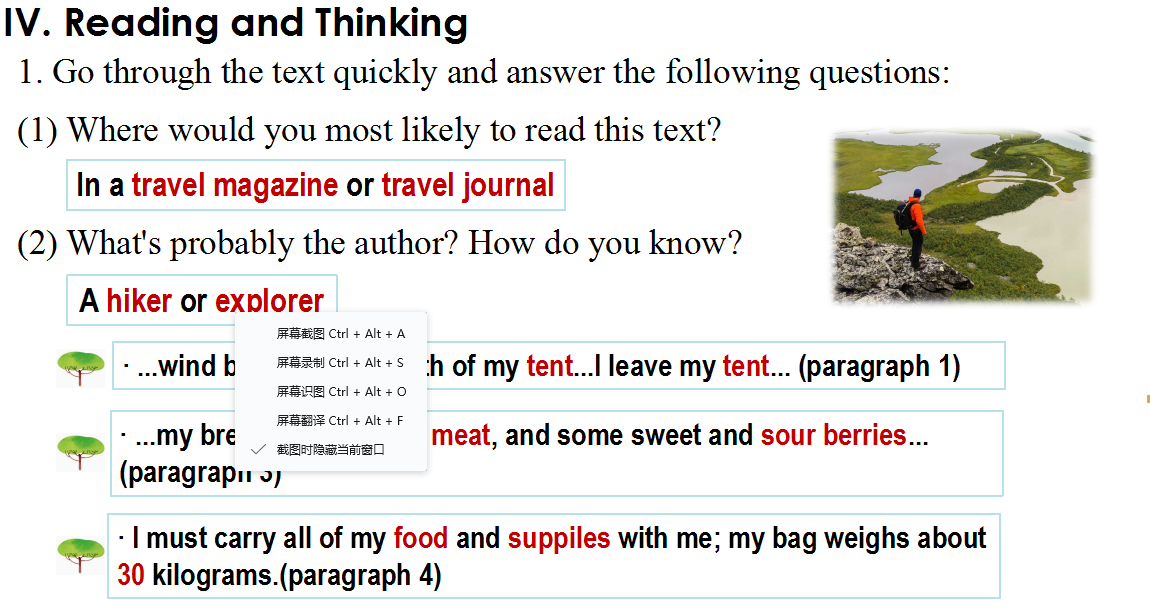 IV. Reading and Thinking
1. Go through the text quickly and answer the following questions:
(1) Where would you most likely to read this text?
In a travel magazine or travel journal
(2) What's probably the author? How do you know?
A hiker or explorer
屏幕截图 Ctrl + Alt + A
屏幕录制 Ctrl + Alt + S
屏幕识图 Ctrl + Alt + O
屏幕翻译 Ctrl + Alt + F
截图时隐藏当前窗口
· ...wind of my tent...I leave my tent... (paragraph 1)
· ...my meat, and some sweet and sour berries...
(paragraph 3)
· I must carry all of my food and suppiles with me; my bag weighs about
30 kilograms.(paragraph 4)